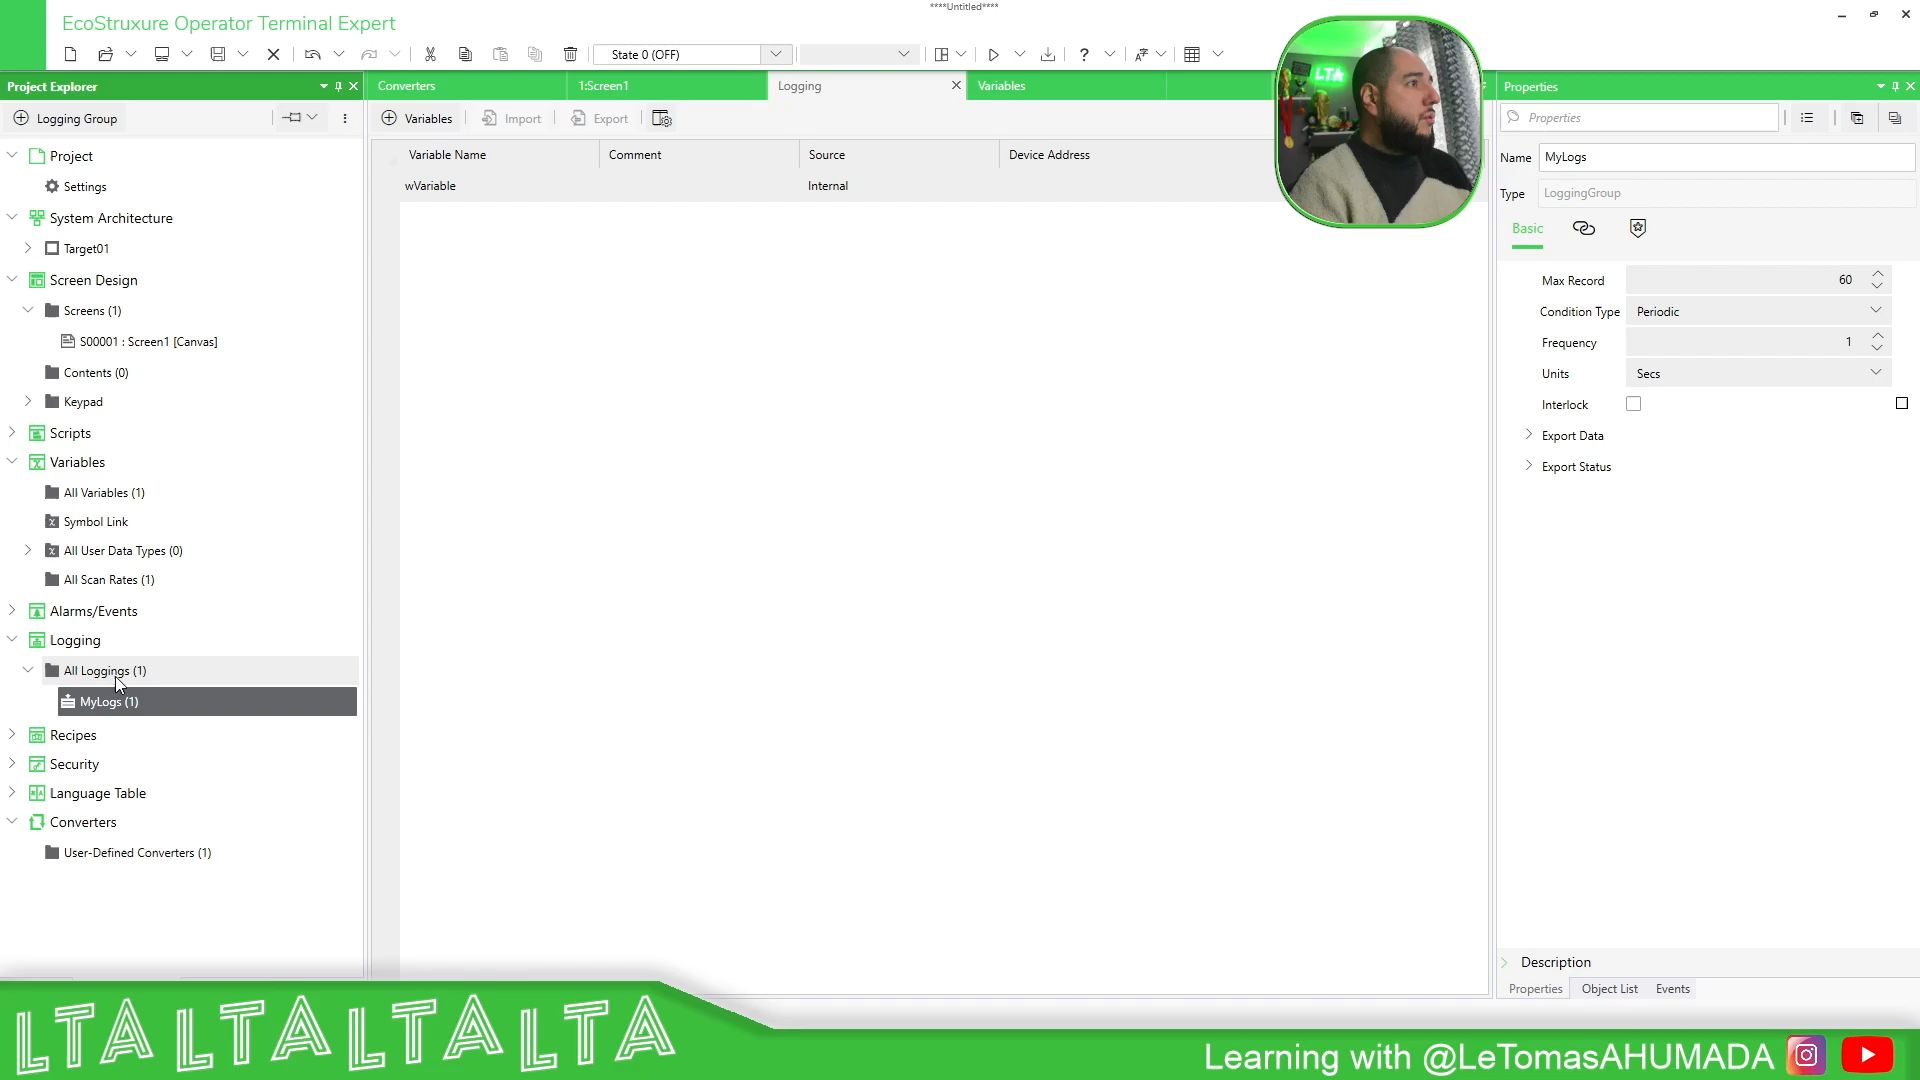 ****Untitled****
EcoStruxure Operator Terminal Expert
State 0 (OFF)
Project Explorer
Converters
1:Screen1
Logging
Variables
Properties
Logging Group
Variables
Import
Export
Properties
Project
Settings
System Architecture
Target01
Screen Design
Screens (1)
S00001 : Screen1 [Canvas]
Contents (0)
Keypad
Scripts
Variables
All Variables (1)
Symbol Link
All User Data Types (0)
All Scan Rates (1)
Alarms/Events
Logging
All Loggings (1)
MyLogs (1)
Recipes
Security
Language Table
Converters
User-Defined Converters (1)
Variable Name
Comment
Source
Device Address
wVariable
Internal
LTA
Name
MyLogs
Type
LoggingGroup
Basic
Max Record
60
Condition Type
Periodic
Frequency
1
Units
Secs
Interlock
Export Data
Export Status
Description
Properties
Object List
Events
LTALTALTALTA
Learning with @LeTomasAHUMADA